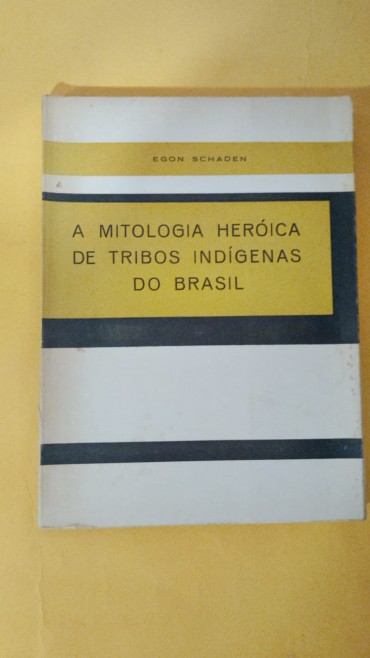 EGON SCHADEN
A MITOLOGIA HERÓICA
DE TRIBOS INDÍGENAS
DO BRASIL